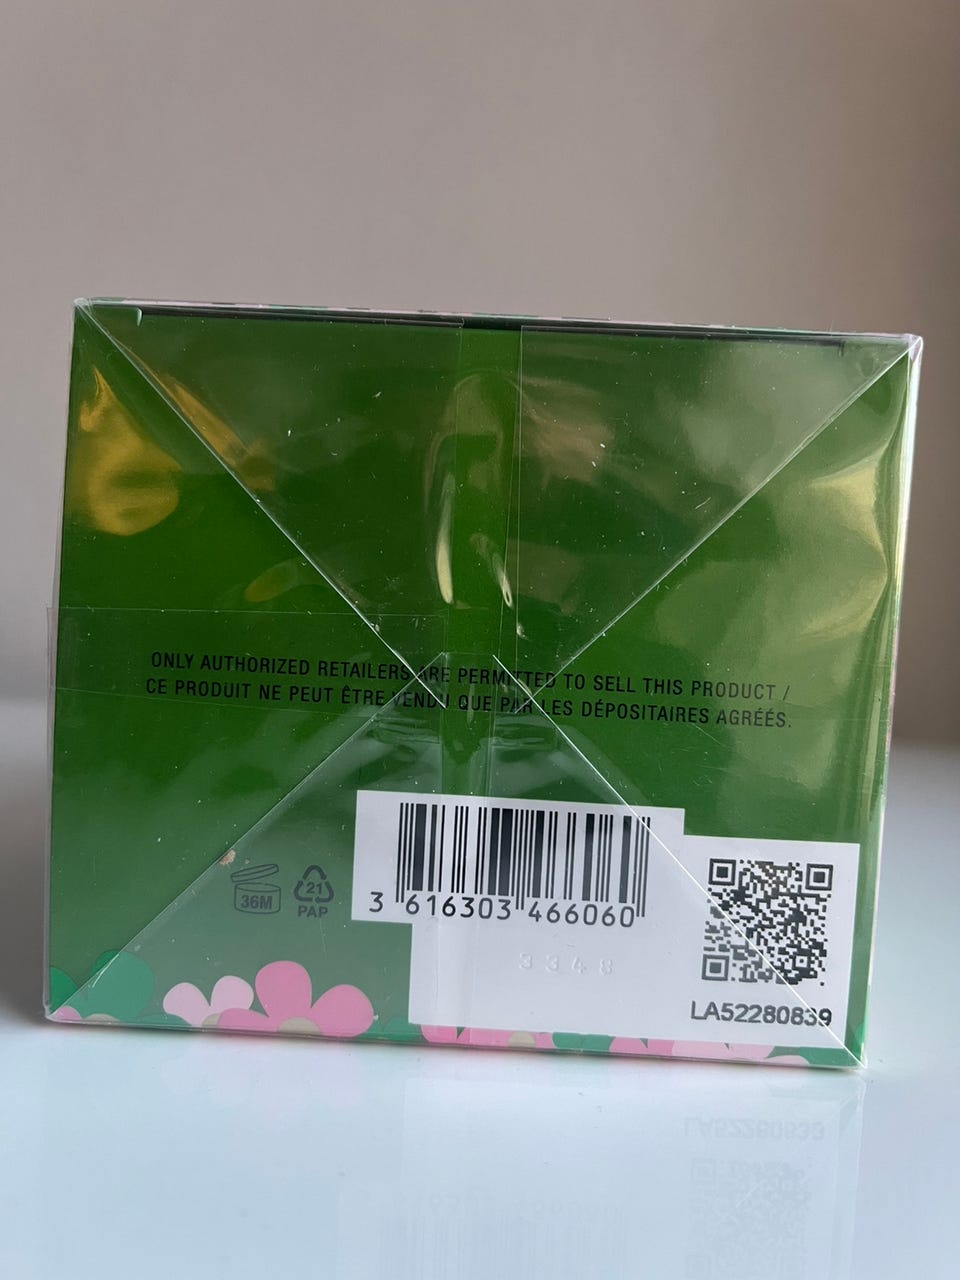 ONLY AUTHORIZED RETAILERS ARE PERMITTED TO SELL THIS PRODUCT /
CE PRODUIT NE PEUT ÊTRE VENDU QUE PAR LES DÉPOSITAIRES AGRÉÉS.
36M
21
PAP
3 616303 466060
3348
LA52280839